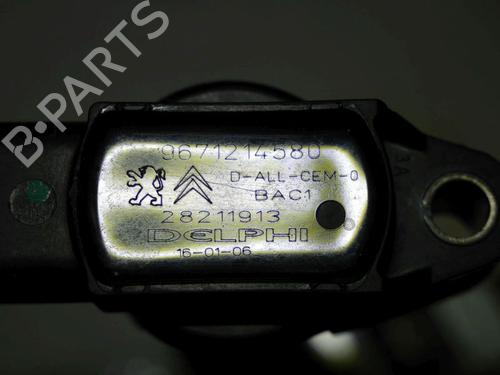 B-PARTS
9671214580
D-ALL-CEM-0
BAC1
28211913
DELPHI
16-01-06